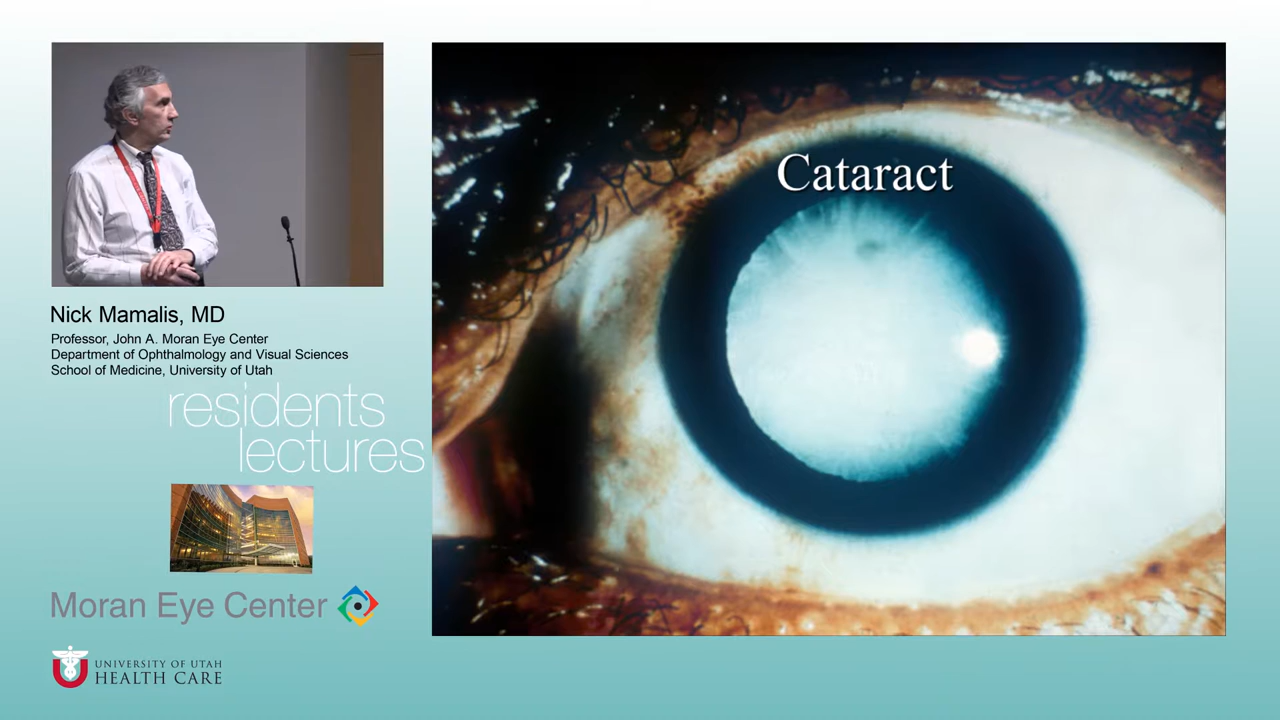 Cataract
Nick Mamalis, MD
Professor, John A. Moran Eye Center
Department of Ophthalmology and Visual Sciences
School of Medicine, University of Utah
residents
lectures
Moran Eye Center
UNIVERSITY OF UTAH
HEALTH CARE